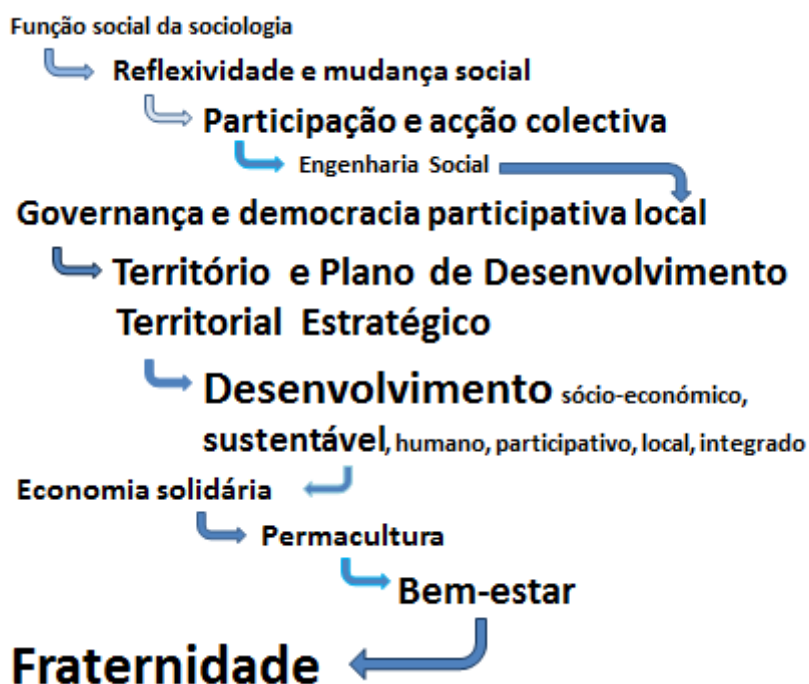 Função social da sociologia
Reflexividade e mudança social
Participação e acção colectiva
Engenharia Social
Governança e democracia participativa local
Território e Plano de Desenvolvimento
Territorial Estratégico
Desenvolvimento sócio-económico,
sustentável, humano, participativo, local, integrado
Economia solidária
Permacultura
Bem-estar
Fraternidade